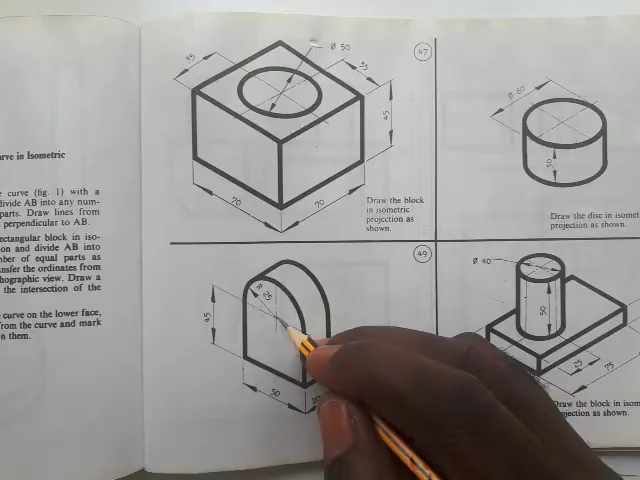 urve in Isometric
e curve (fig. 1) with a
divide AB into any num-
parts. Draw lines from
perpendicular to AB.
ectangular block in iso-
on and divide AB into
mber of equal parts as
nsfer the ordinates from
hographic view. Draw a
the intersection of the
e curve on the lower face,
from the curve and mark
n them.
35
Ø 50
35
47
45
70
70
Draw the block
in isometric
projection as
shown.
Ø 60
30
Draw the disc in isomet
projection as shown.
49
R 25
45
50
Ø 40
50
25
75
Draw the block in isom
ojection as shown.